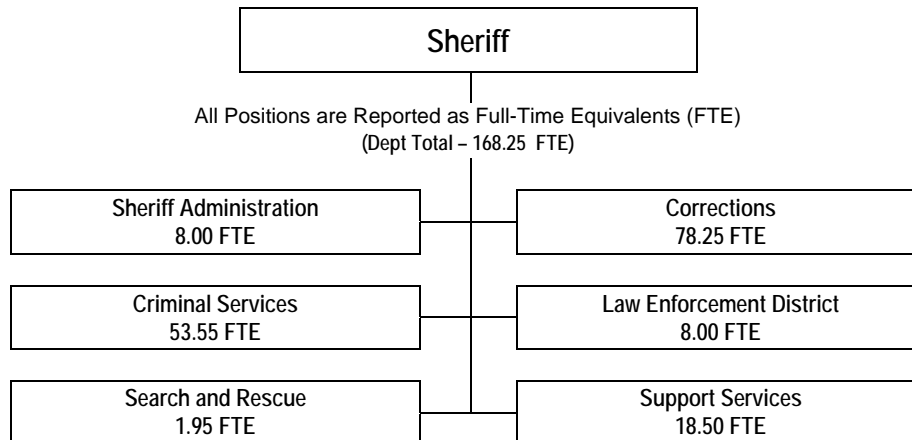 Sheriff
All Positions are Reported as Full-Time Equivalents (FTE)
(Dept Total – 168.25 FTE)
Sheriff Administration
8.00 FTE
Corrections
78.25 FTE
Criminal Services
53.55 FTE
Law Enforcement District
8.00 FTE
Search and Rescue
1.95 FTE
Support Services
18.50 FTE